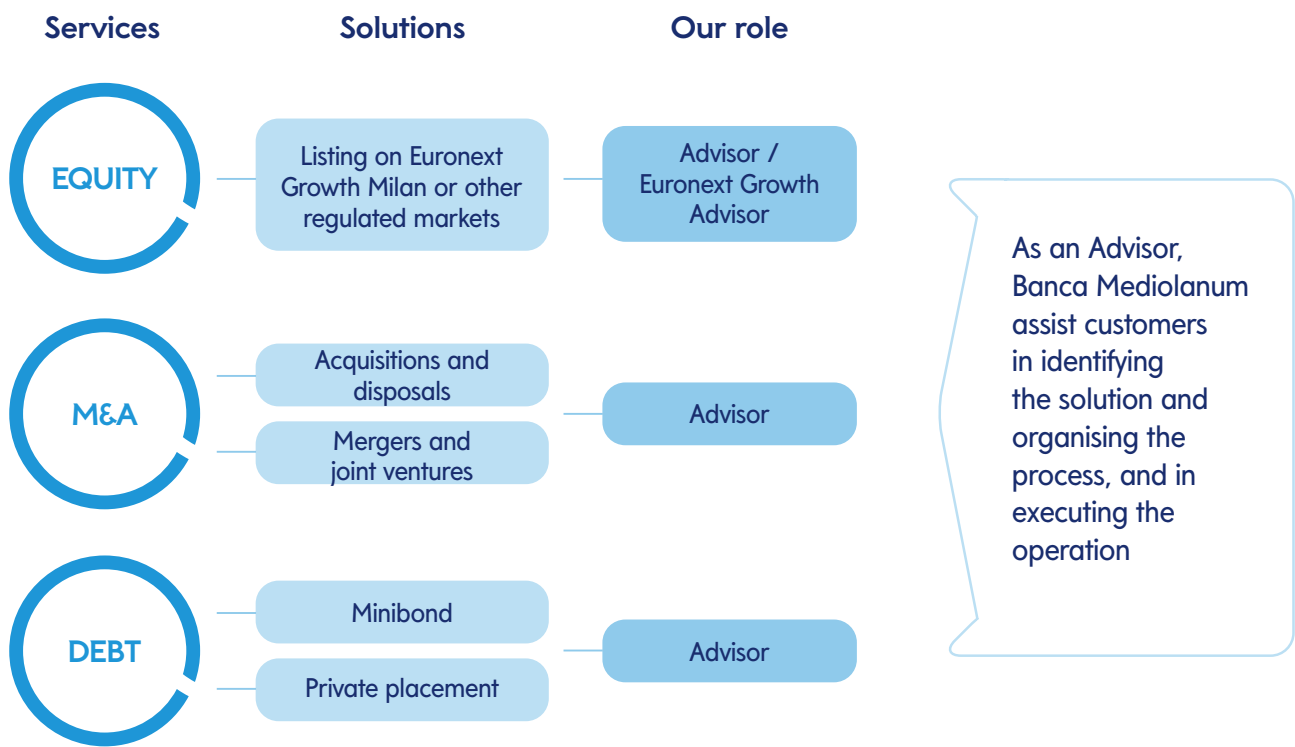 Services
Solutions
Our role
EQUITY
Listing on Euronext
Growth Milan or other
regulated markets
Advisor /
Euronext Growth
Advisor
M&A
Acquisitions and
disposals
Mergers and
joint ventures
Advisor
DEBT
Minibond
Private placement
Advisor
As an Advisor,
Banca Mediolanum
assist customers
in identifying
the solution and
organising the
process, and in
executing the
operation